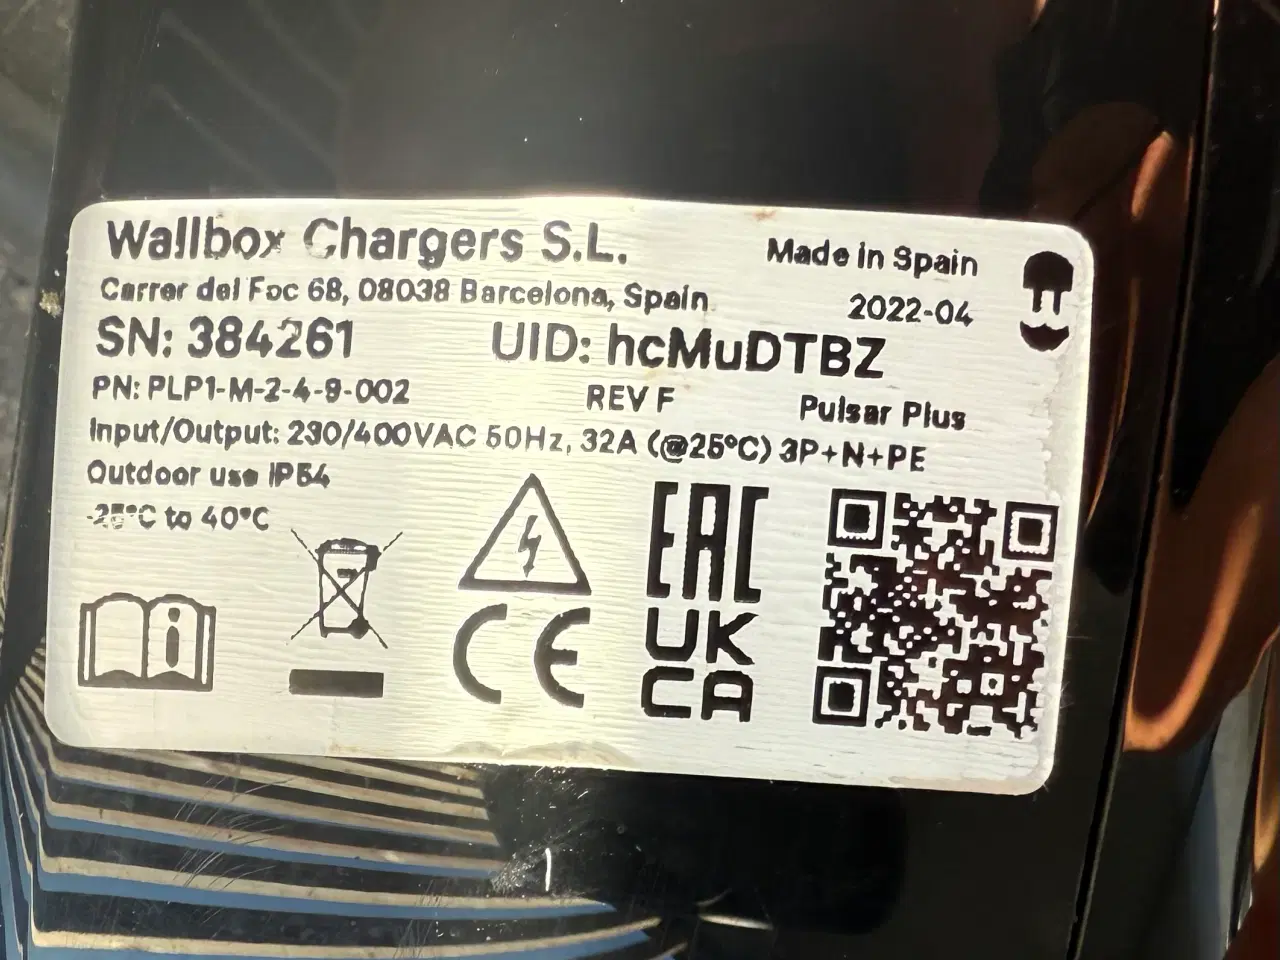 Wallbox Chargers S.L.
Made in Spain
Carrer del Foc 68, 08038 Barcelona, Spain
2022-04
SN: 384261 UID: hcMuDTBZ
PN: PLP1-M-2-4-9-002 REV F Pulsar Plus
Input/Output: 230/400VAC 50Hz, 32A (@25°C) 3P+N+PE
Outdoor use IP54
-25°C to 40°C
EAC
CE
UK
CA